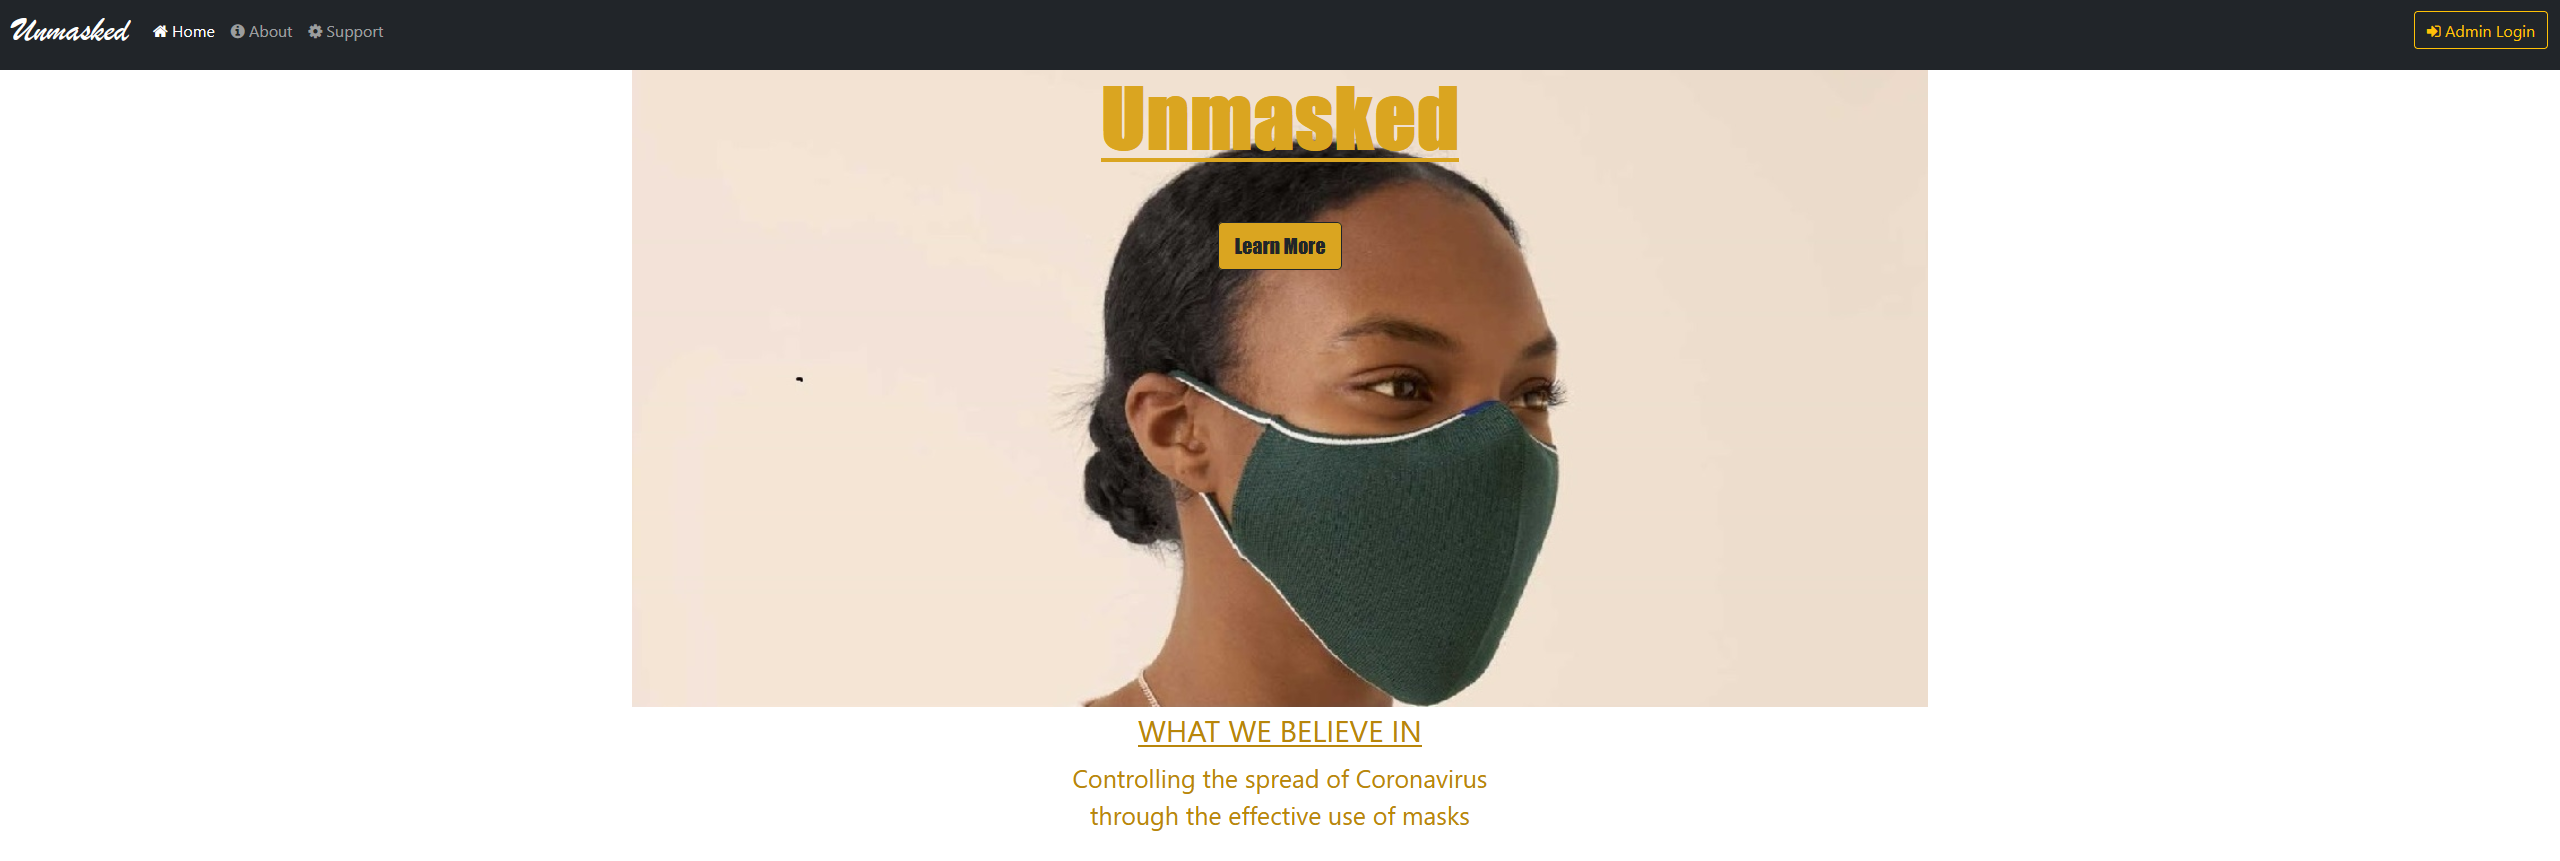 Unmasked Home About Support Admin Login
Unmasked
Learn More
WHAT WE BELIEVE IN
Controlling the spread of Coronavirus
through the effective use of masks